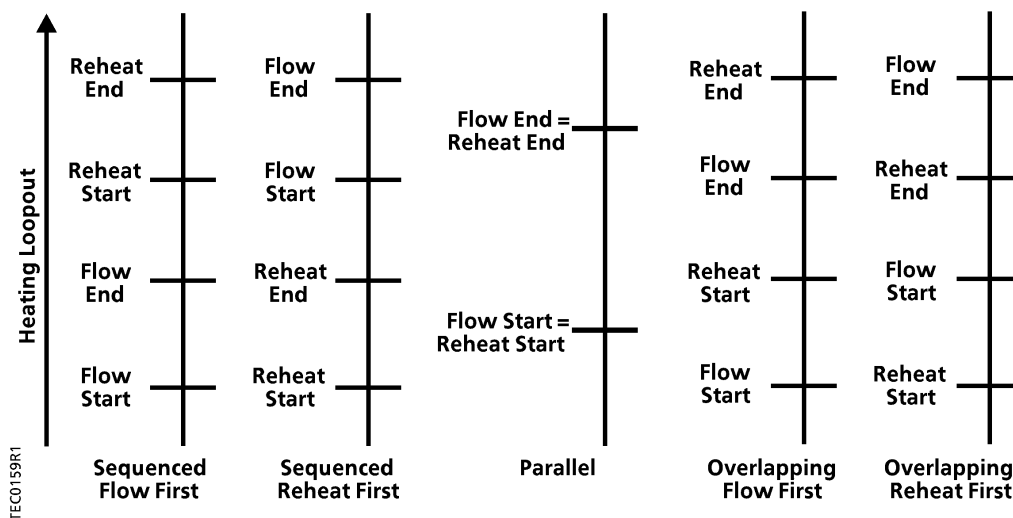 Heating Loopout
Reheat
End
Reheat
Start
Flow
End
Flow
Start
Sequenced
Flow First
Flow
End
Flow
Start
Reheat
End
Reheat
Start
Sequenced
Reheat First
Flow End =
Reheat End
Flow Start =
Reheat Start
Parallel
Reheat
End
Flow
End
Reheat
Start
Flow
Start
Overlapping
Flow First
Flow
End
Reheat
End
Flow
Start
Reheat
Start
Overlapping
Reheat First
TEC0159R1